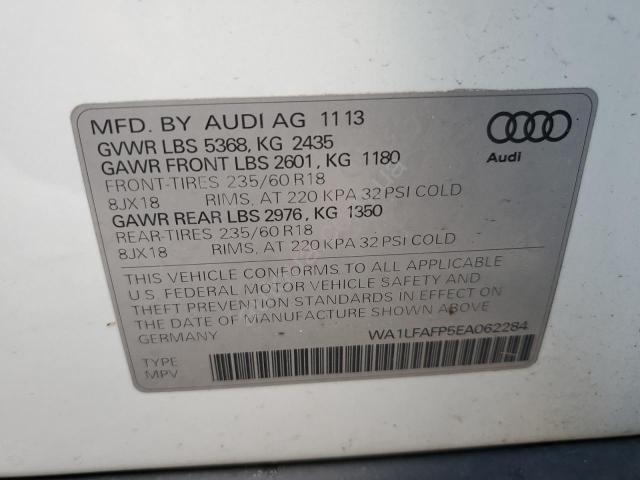 MFD. BY AUDI AG 11 13
GVWR LBS 5368, KG 2435
GAWR FRONT LBS 2601, KG 1180
FRONT-TIRES 235/60 R18
8JX18 RIMS, AT 220 KPA 32 PSI COLD
GAWR REAR LBS 2976, KG 1350
REAR-TIRES 235/60 R18
8JX18 RIMS, AT 220 KPA 32 PSI COLD
Audi
THIS VEHICLE CONFORMS TO ALL APPLICABLE
U.S. FEDERAL MOTOR VEHICLE SAFETY AND
THEFT PREVENTION STANDARDS IN EFFECT ON
THE DATE OF MANUFACTURE SHOWN ABOVE
GERMANY
WA1LFAFP5EA062284
TYPE
MPV